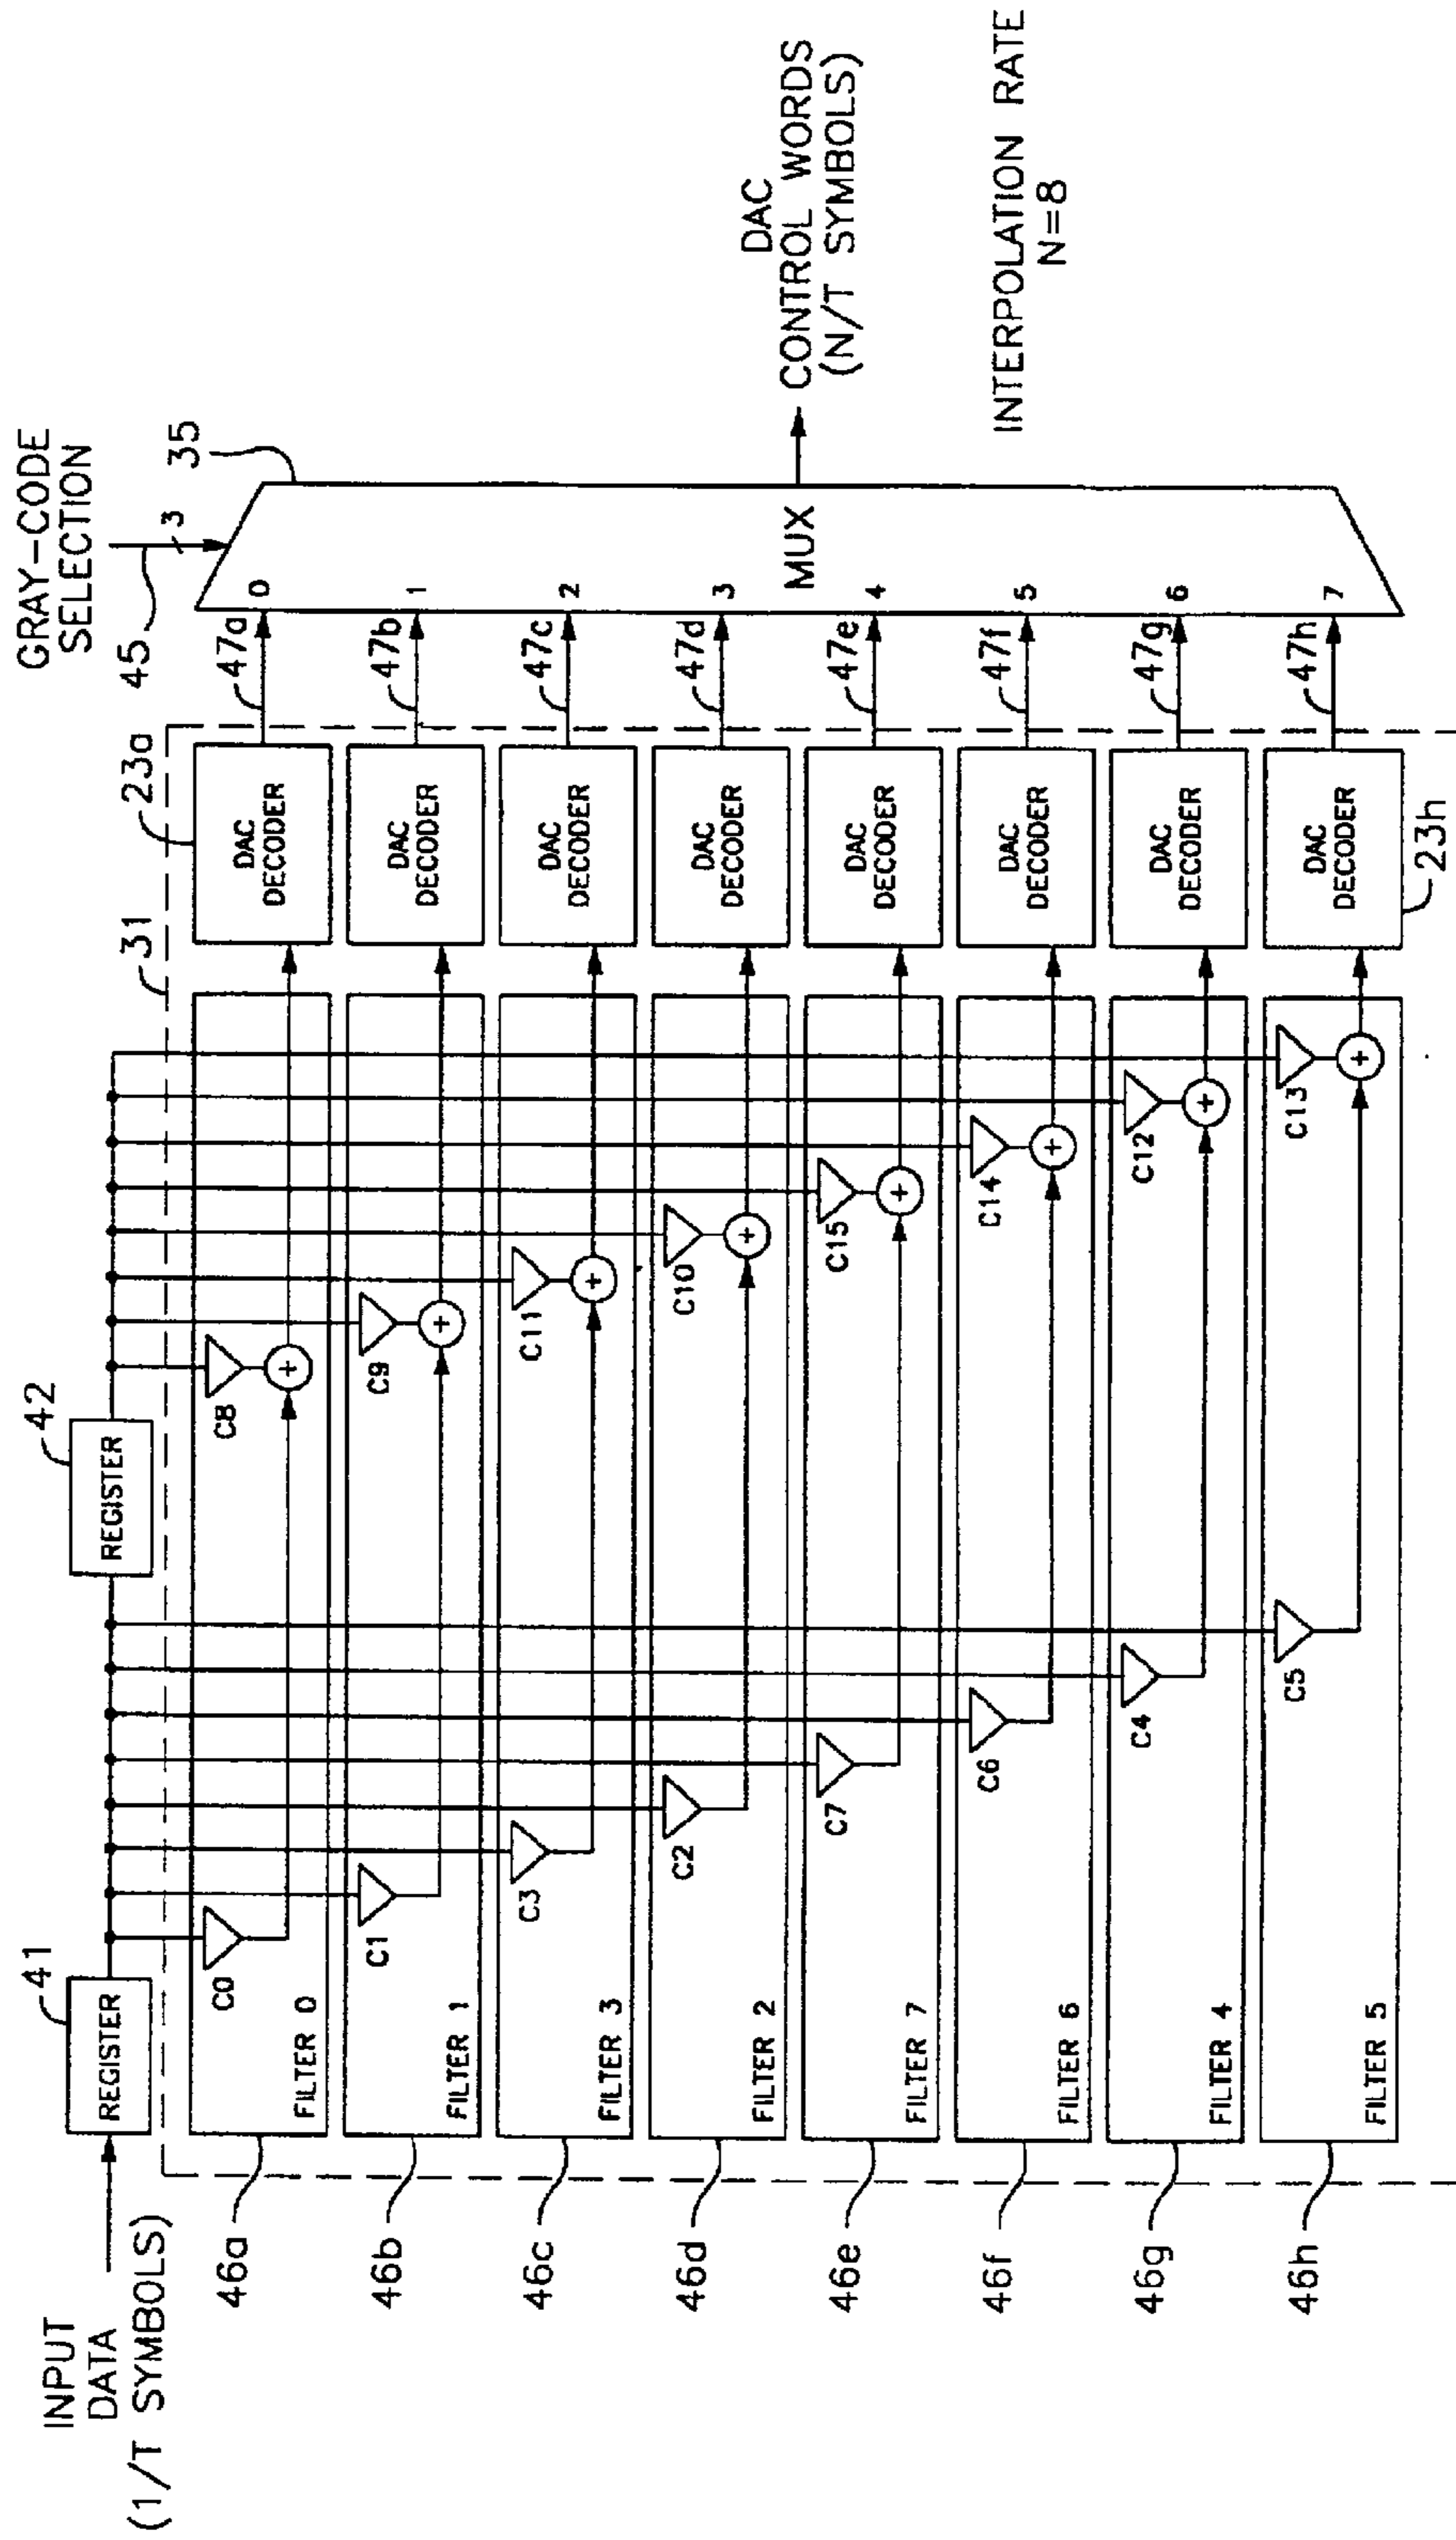 INPUT
DATA
(1/T SYMBOLS)
41
REGISTER
42
REGISTER
31
23a
GRAY-CODE
SELECTION
45
3
35
46a
FILTER 0
C0
C8
DAC
DECODER
47a
0
46b
FILTER 1
C1
C9
DAC
DECODER
47b
1
46c
FILTER 3
C3
C11
DAC
DECODER
47c
2
46d
FILTER 2
C2
C10
DAC
DECODER
47d
3
46e
FILTER 7
C7
C15
DAC
DECODER
47e
4
46f
FILTER 6
C6
C14
DAC
DECODER
47f
5
46g
FILTER 4
C4
C12
DAC
DECODER
47g
6
46h
FILTER 5
C5
C13
DAC
DECODER
47h
7
23h
MUX
+
+
+
+
+
+
+
+
DAC
CONTROL WORDS
(N/T SYMBOLS)
INTERPOLATION RATE
N=8